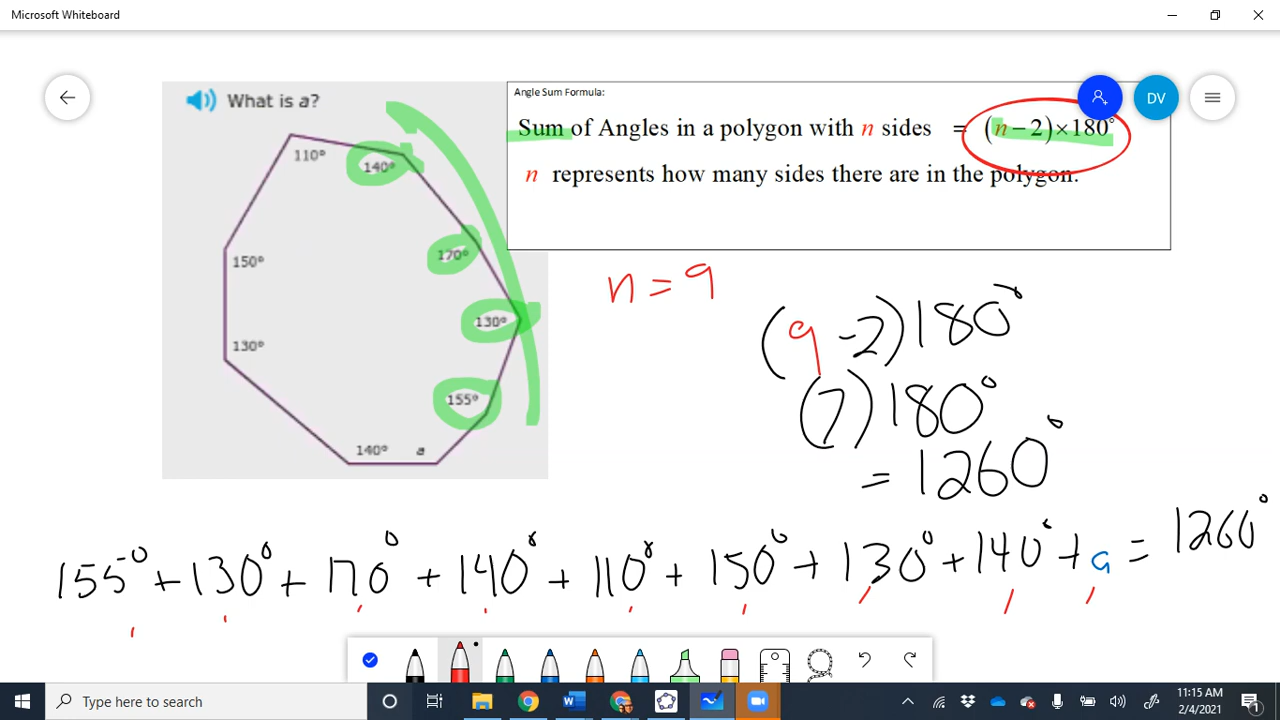 Microsoft Whiteboard
What is a?
110°
140°
170°
150°
130°
130°
155°
140° a
Angle Sum Formula:
Sum of Angles in a polygon with n sides = (n−2)×180°
n represents how many sides there are in the polygon.
DV
n = 9
(9 -2) 180°
(7) 180°
= 1260°
155° + 130° + 170° + 140° + 110° + 150° + 130° + 140° + a = 1260°
Type here to search
11:15 AM
2/4/2021
1